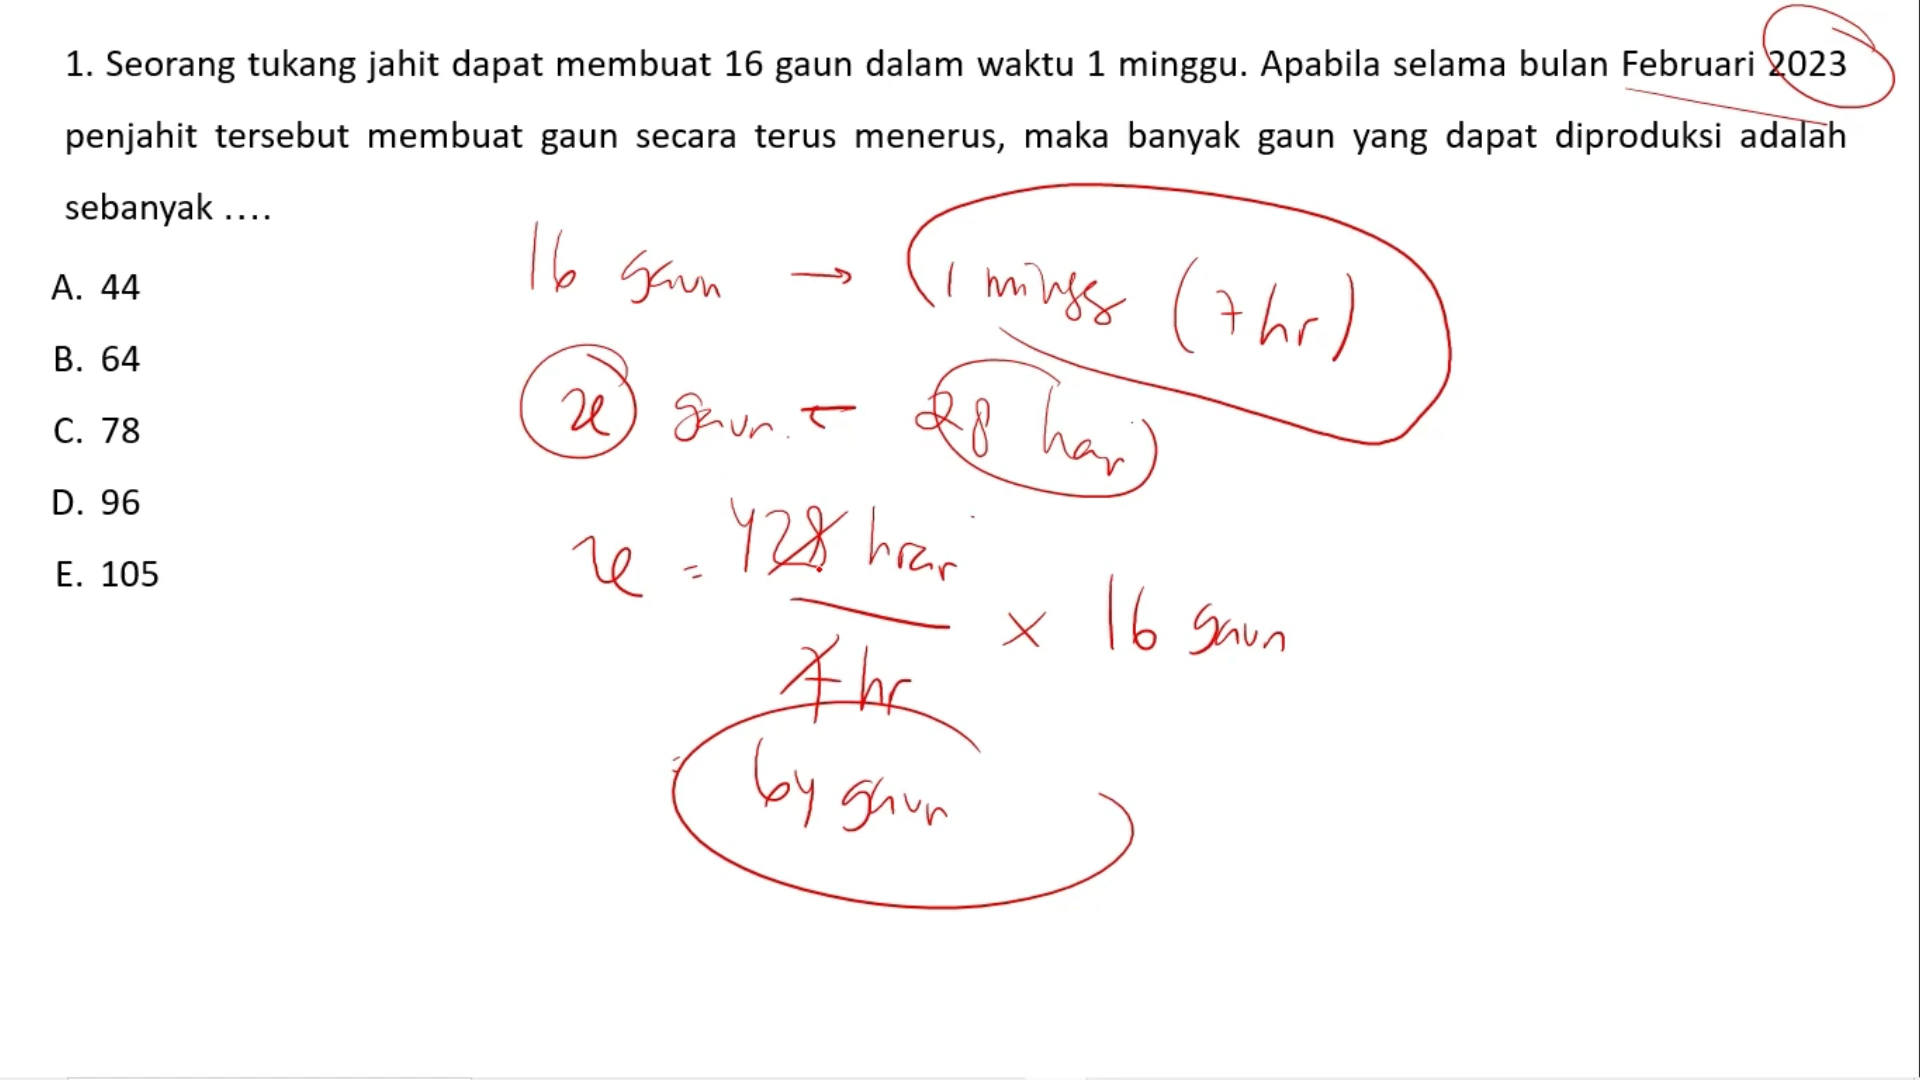 1. Seorang tukang jahit dapat membuat 16 gaun dalam waktu 1 minggu. Apabila selama bulan Februari 2023
penjahit tersebut membuat gaun secara terus menerus, maka banyak gaun yang dapat diproduksi adalah
sebanyak ....
A. 44
B. 64
C. 78
D. 96
E. 105
16 gaun → 1 minggu (7 hr)
x gaun ← 28 hari
x = 4 28 hari
7 hr
× 16 gaun
= 64 gaun